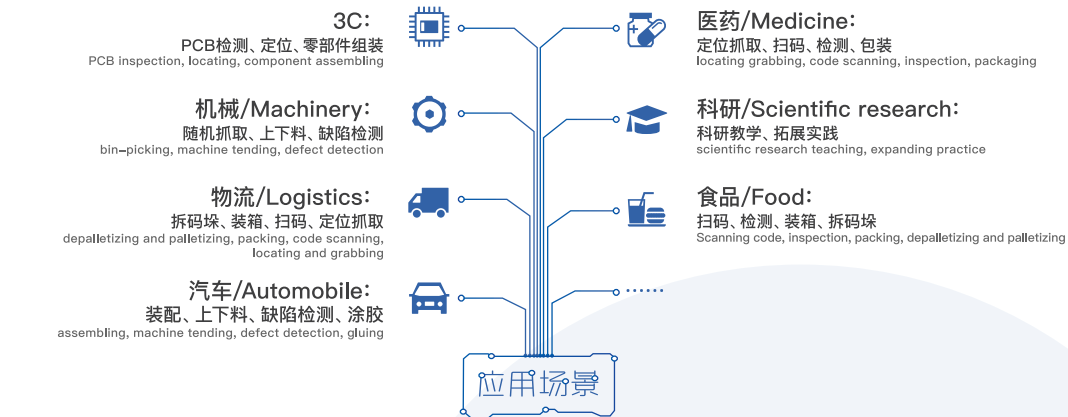 3C:
PCB检测、定位、零部件组装
PCB inspection, locating, component assembling
机械/Machinery:
随机抓取、上下料、缺陷检测
bin-picking, machine tending, defect detection
物流/Logistics:
拆码垛、装箱、扫码、定位抓取
depalletizing and palletizing, packing, code scanning,
locating and grabbing
汽车/Automobile:
装配、上下料、缺陷检测、涂胶
assembling, machine tending, defect detection, gluing
医药/Medicine:
定位抓取、扫码、检测、包装
locating grabbing, code scanning, inspection, packaging
科研/Scientific research:
科研教学、拓展实践
scientific research teaching, expanding practice
食品/Food:
扫码、检测、装箱、拆码垛
Scanning code, inspection, packing, depalletizing and palletizing
······
应用场景